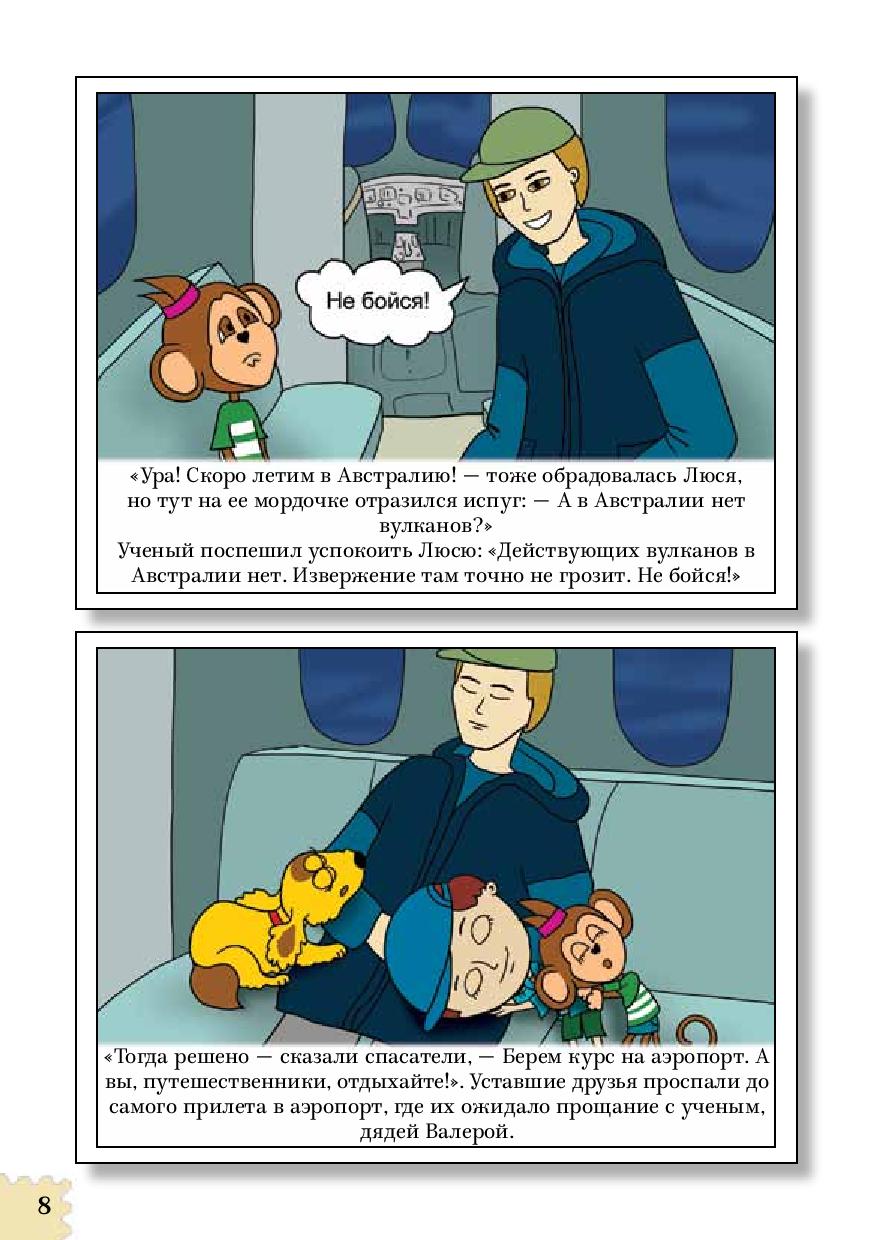 Не бойся!
«Ура! Скоро летим в Австралию! — тоже обрадовалась Люся,
но тут на ее мордочке отразился испуг: — А в Австралии нет
вулканов?»
Ученый поспешил успокоить Люсю: «Действующих вулканов в
Австралии нет. Извержение там точно не грозит. Не бойся!»
«Тогда решено — сказали спасатели, — Берем курс на аэропорт. А
вы, путешественники, отдыхайте!». Уставшие друзья проспали до
самого прилета в аэропорт, где их ожидало прощание с ученым,
дядей Валерой.
8